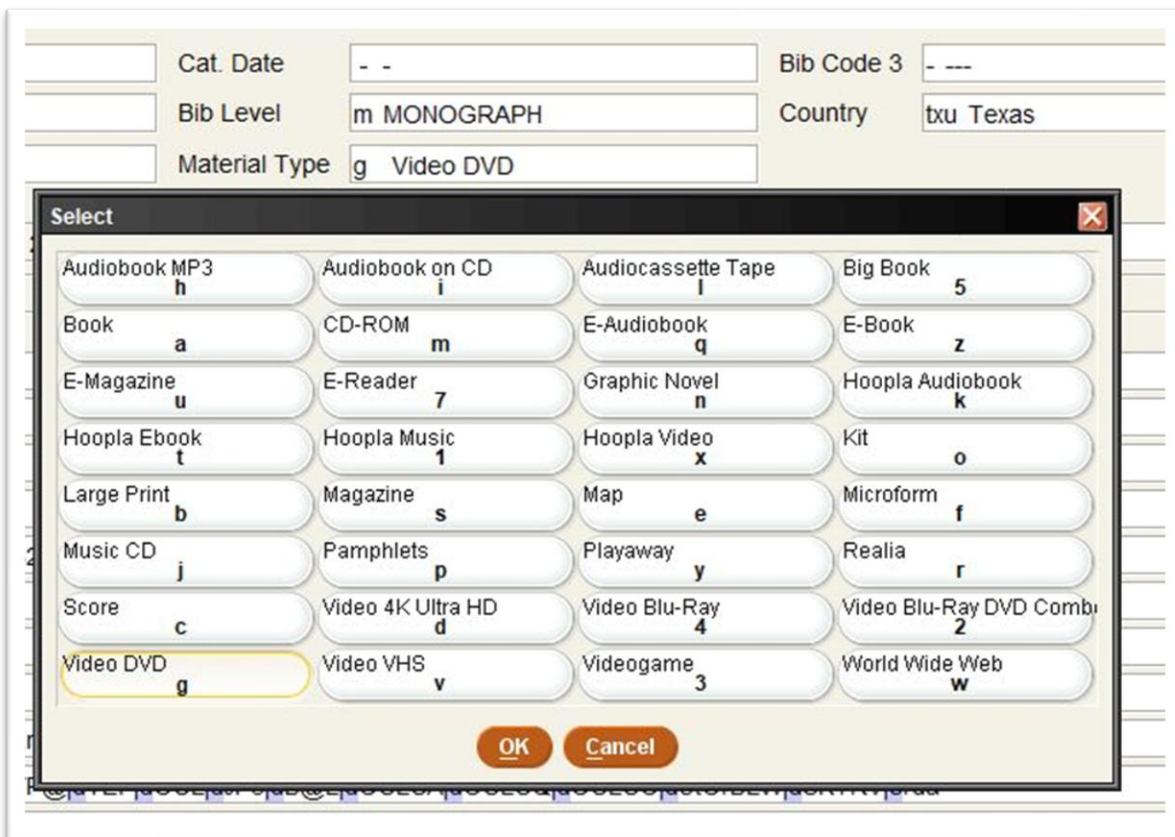 Cat. Date - - Bib Code 3 - ---
Bib Level m MONOGRAPH Country txu Texas
Material Type g Video DVD
Select
Audiobook MP3 Audiobook on CD Audiocassette Tape Big Book
h i l 5
Book CD-ROM E-Audiobook E-Book
a m q z
E-Magazine E-Reader Graphic Novel Hoopla Audiobook
u 7 n k
Hoopla Ebook Hoopla Music Hoopla Video Kit
t 1 x o
Large Print Magazine Map Microform
b s e f
Music CD Pamphlets Playaway Realia
j p y r
Score Video 4K Ultra HD Video Blu-Ray Video Blu-Ray DVD Comb
c d 4 2
Video DVD Video VHS Videogame World Wide Web
g v 3 w
OK Cancel